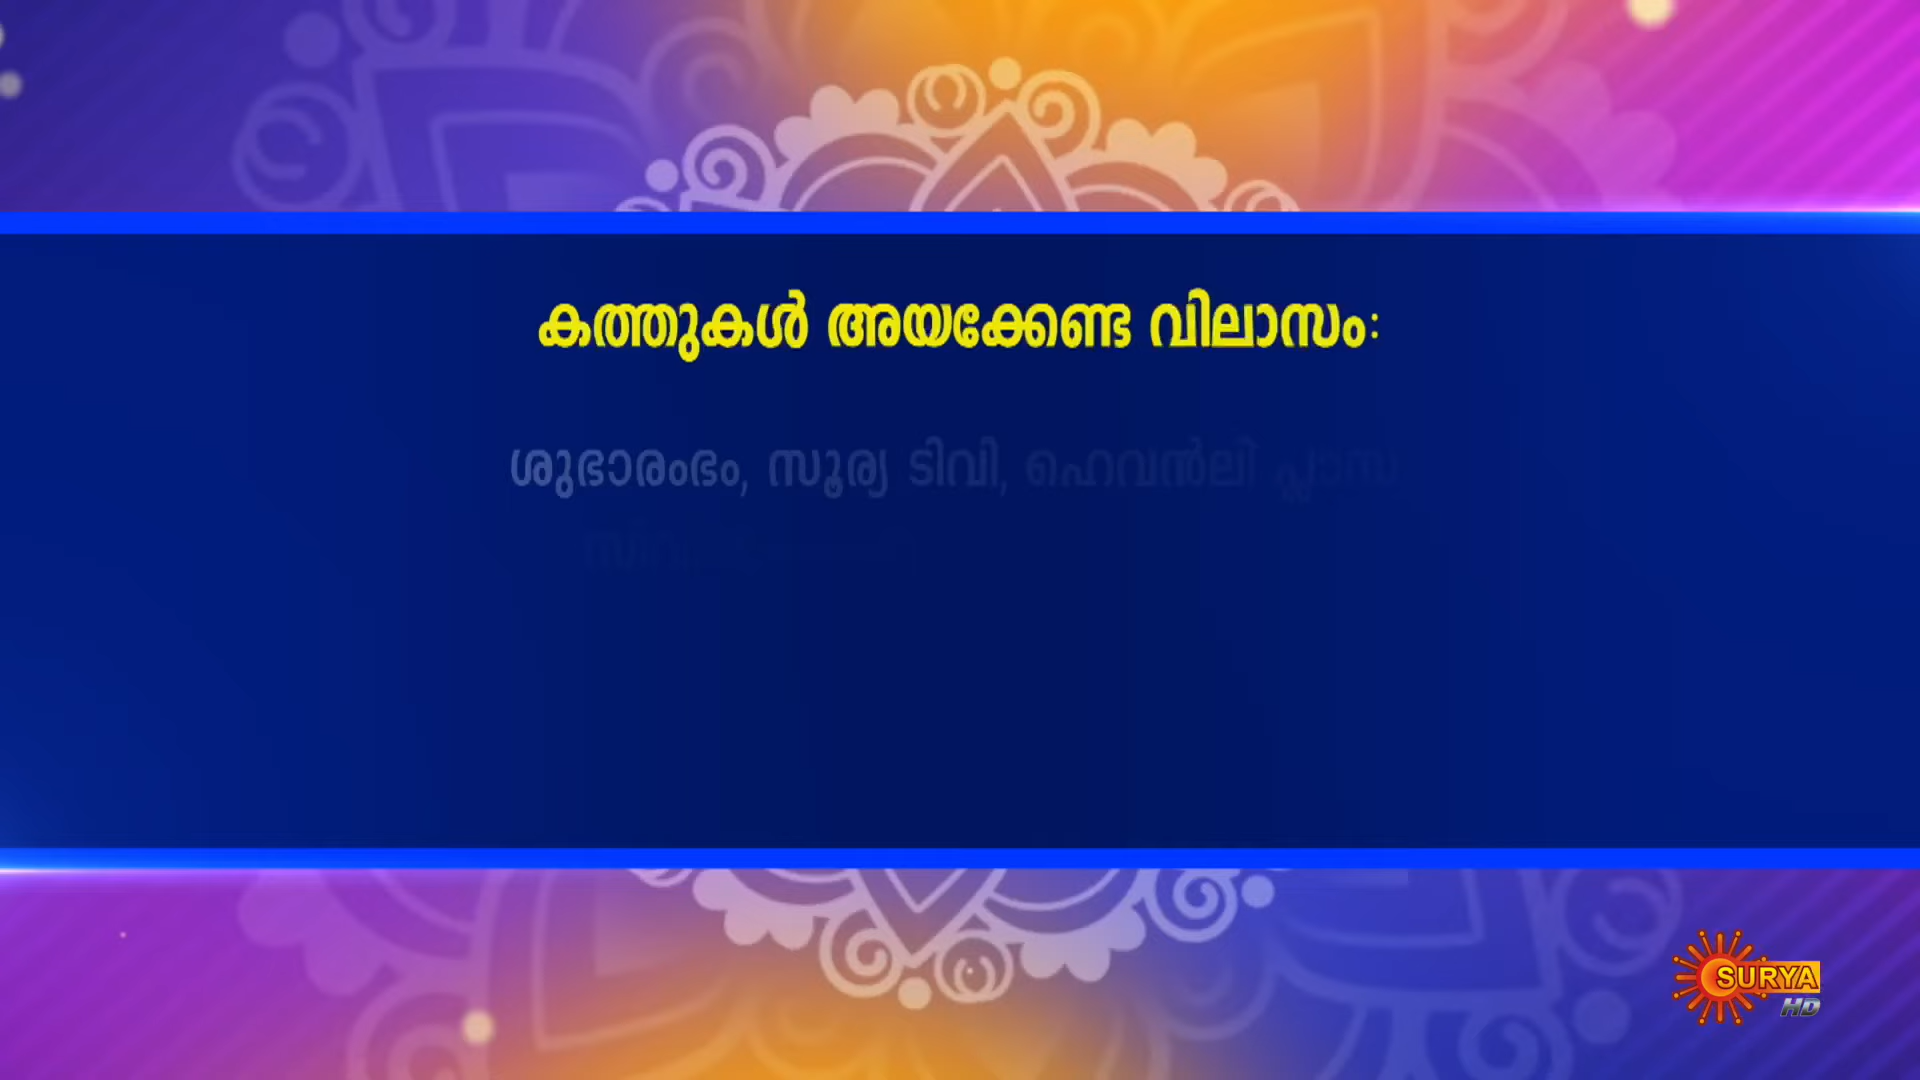 കത്തുകൾ അയക്കേണ്ട വിലാസം:
ശുഭാരംഭം, സൂര്യ ടിവി, ഹെവൻലി പ്ലാസ
SURYA
HD